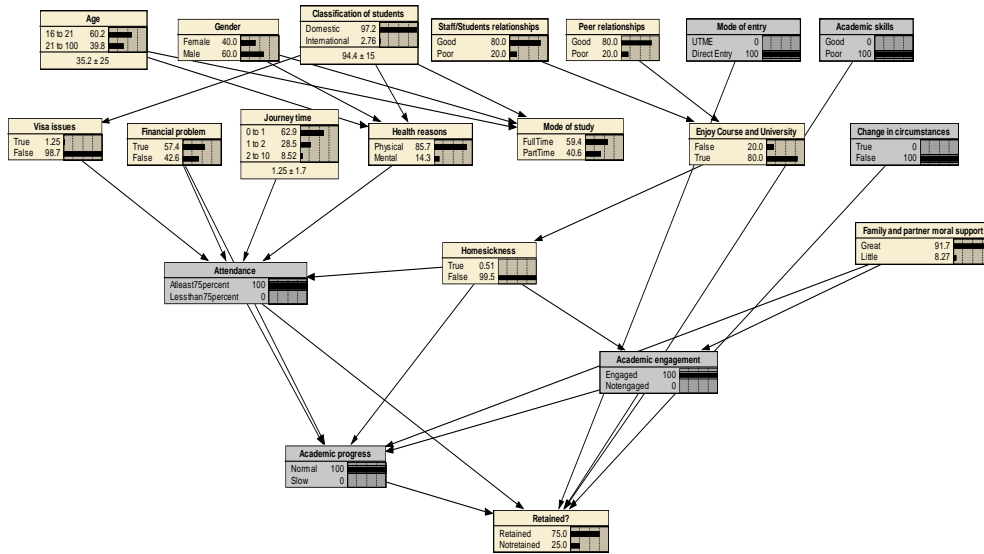 Age
16 to 21 60.2
21 to 100 39.8
35.2 ± 25
Gender
Female 40.0
Male 60.0
Classification of students
Domestic 97.2
International 2.76
94.4 ± 15
Staff/Students relationships
Good 80.0
Poor 20.0
Peer relationships
Good 80.0
Poor 20.0
Mode of entry
UTME 0
Direct Entry 100
Academic skills
Good 0
Poor 100
Visa issues
True 1.25
False 98.7
Financial problem
True 57.4
False 42.6
Journey time
0 to 1 62.9
1 to 2 28.5
2 to 10 8.52
1.25 ± 1.7
Health reasons
Physical 85.7
Mental 14.3
Mode of study
FullTime 59.4
PartTime 40.6
Enjoy Course and University
False 20.0
True 80.0
Change in circumstances
True 0
False 100
Family and partner moral support
Great 91.7
Little 8.27
Attendance
Atleast75percent 100
Lessthan75percent 0
Homesickness
True 0.51
False 99.5
Academic engagement
Engaged 100
Notengaged 0
Academic progress
Normal 100
Slow 0
Retained?
Retained 75.0
Notretained 25.0